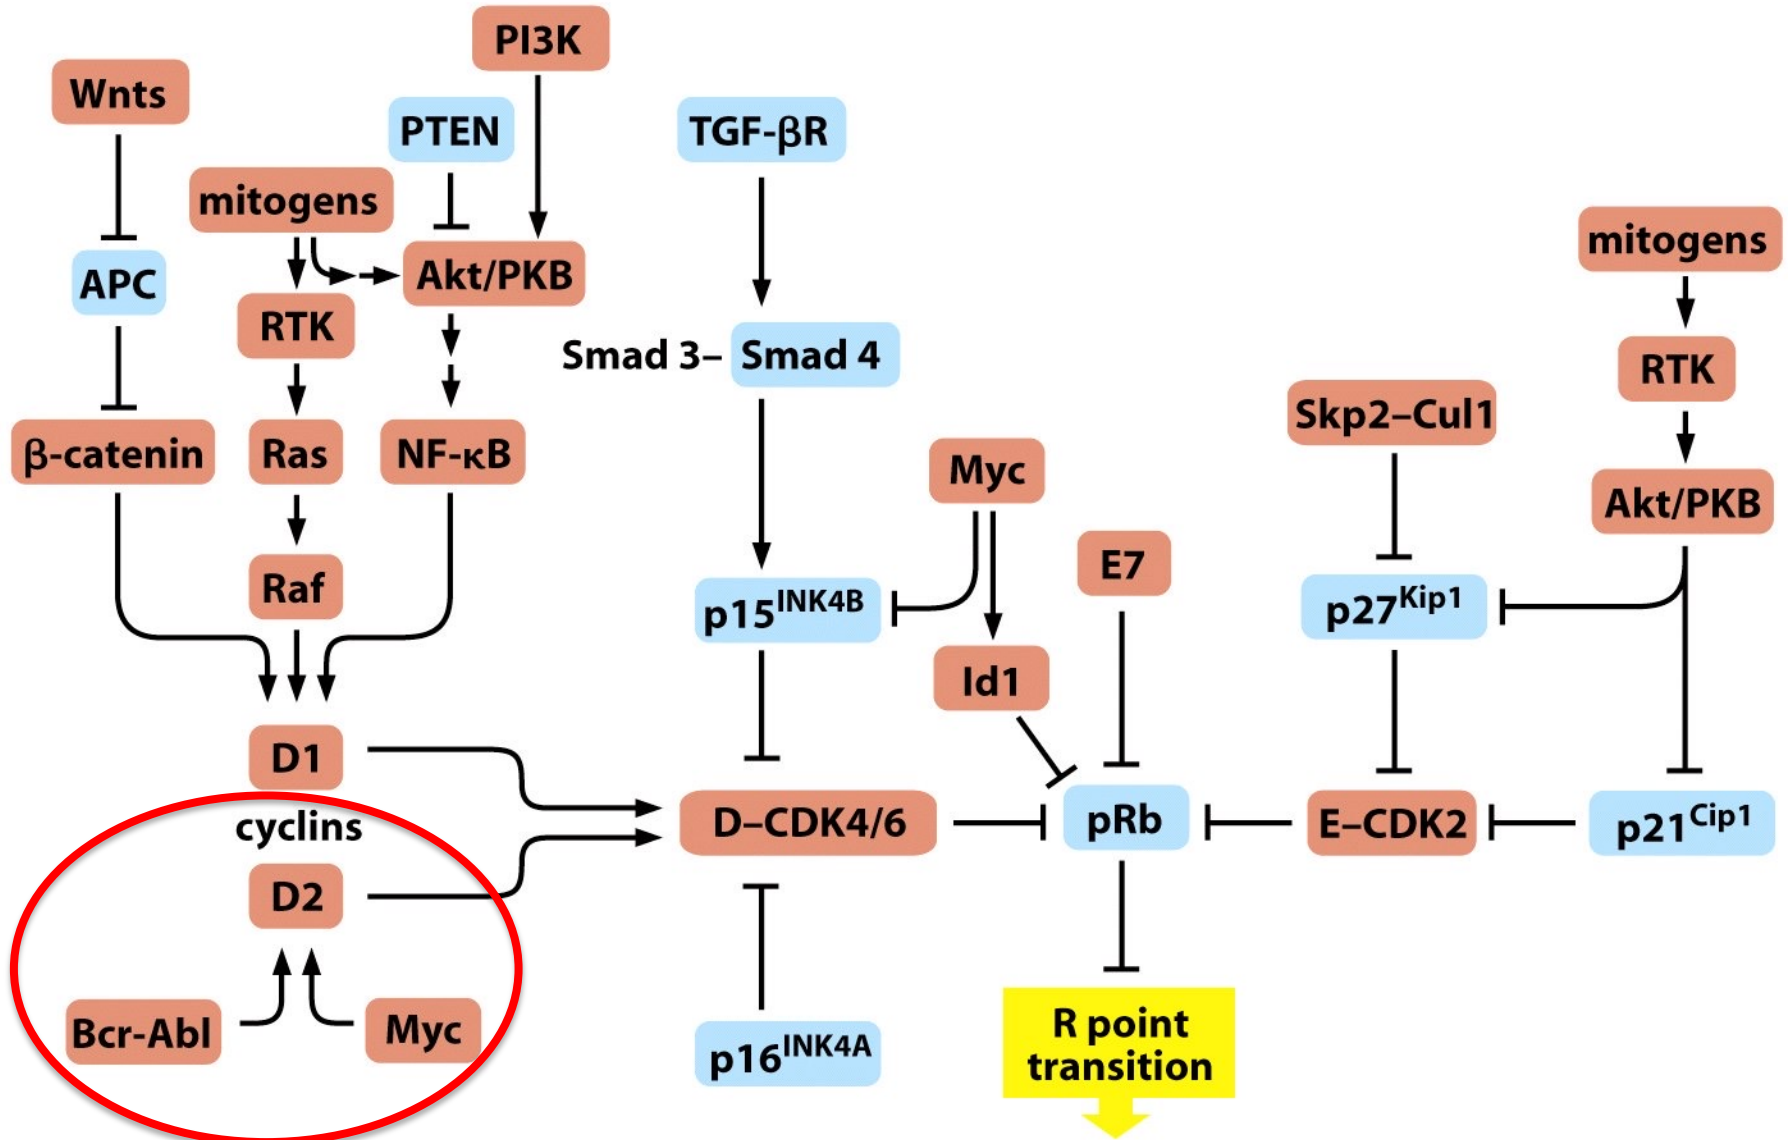 PI3K
Wnts
PTEN
TGF-βR
mitogens
mitogens
APC
Akt/PKB
RTK
Smad 3– Smad 4
RTK
Skp2–Cul1
β-catenin
Ras
NF-κB
Myc
Akt/PKB
E7
Raf
p15INK4B
p27Kip1
Id1
D1
cyclins
D–CDK4/6
pRb
E–CDK2
p21Cip1
D2
Bcr-Abl
Myc
p16INK4A
R point
transition